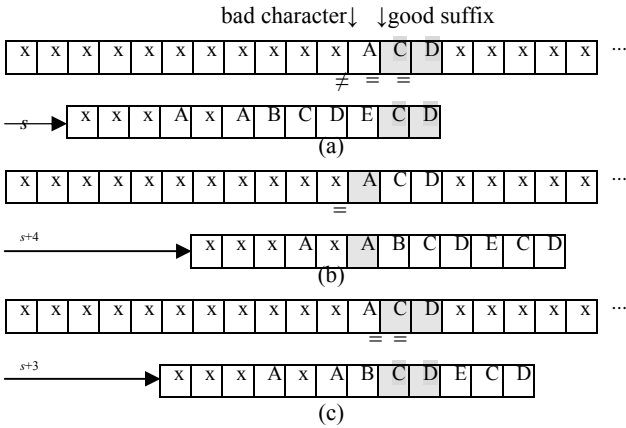 bad character↓ ↓good suffix
x x x x x x x x x x x A C D x x x x x ...
≠ = =
s x x x A x A B C D E C D
(a)
x x x x x x x x x x x A C D x x x x x ...
=
s+4 x x x A x A B C D E C D
(b)
x x x x x x x x x x x A C D x x x x x ...
= =
s+3 x x x A x A B C D E C D
(c)